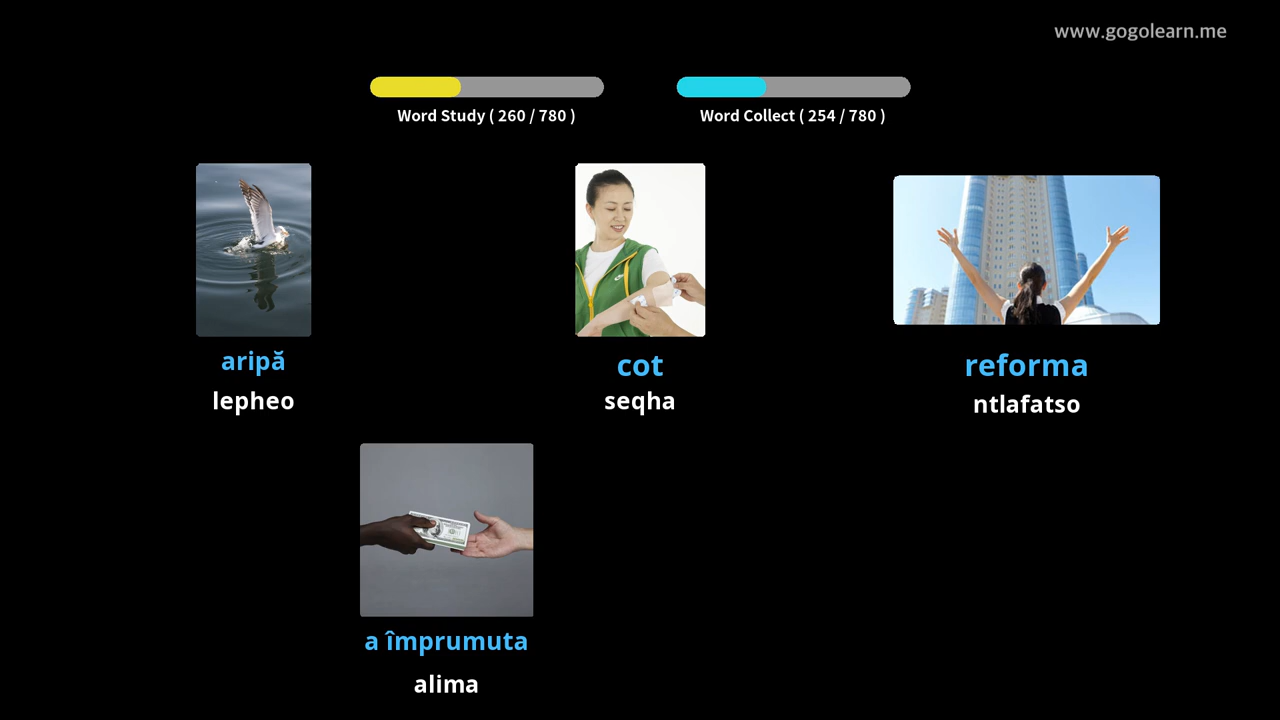 www.gogolearn.me
Word Study ( 260 / 780 )
Word Collect ( 254 / 780 )
aripă
lepheo
cot
seqha
reforma
ntlafatso
a împrumuta
alima